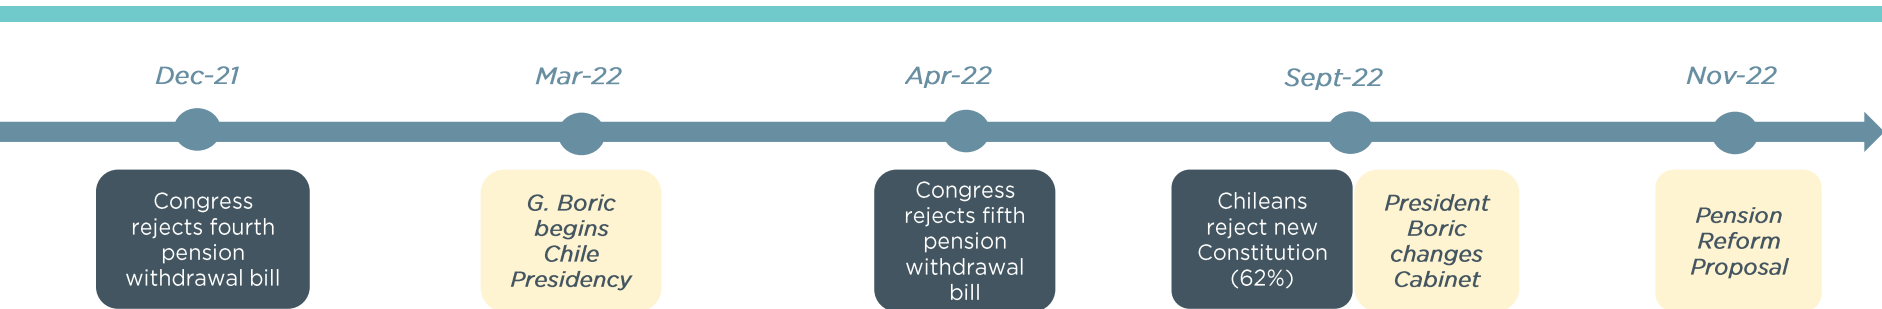 Dec-21
Mar-22
Apr-22
Sept-22
Nov-22
Congress
rejects fourth
pension
withdrawal bill
G. Boric
begins
Chile
Presidency
Congress
rejects fifth
pension
withdrawal
bill
Chileans
reject new
Constitution
(62%)
President
Boric
changes
Cabinet
Pension
Reform
Proposal